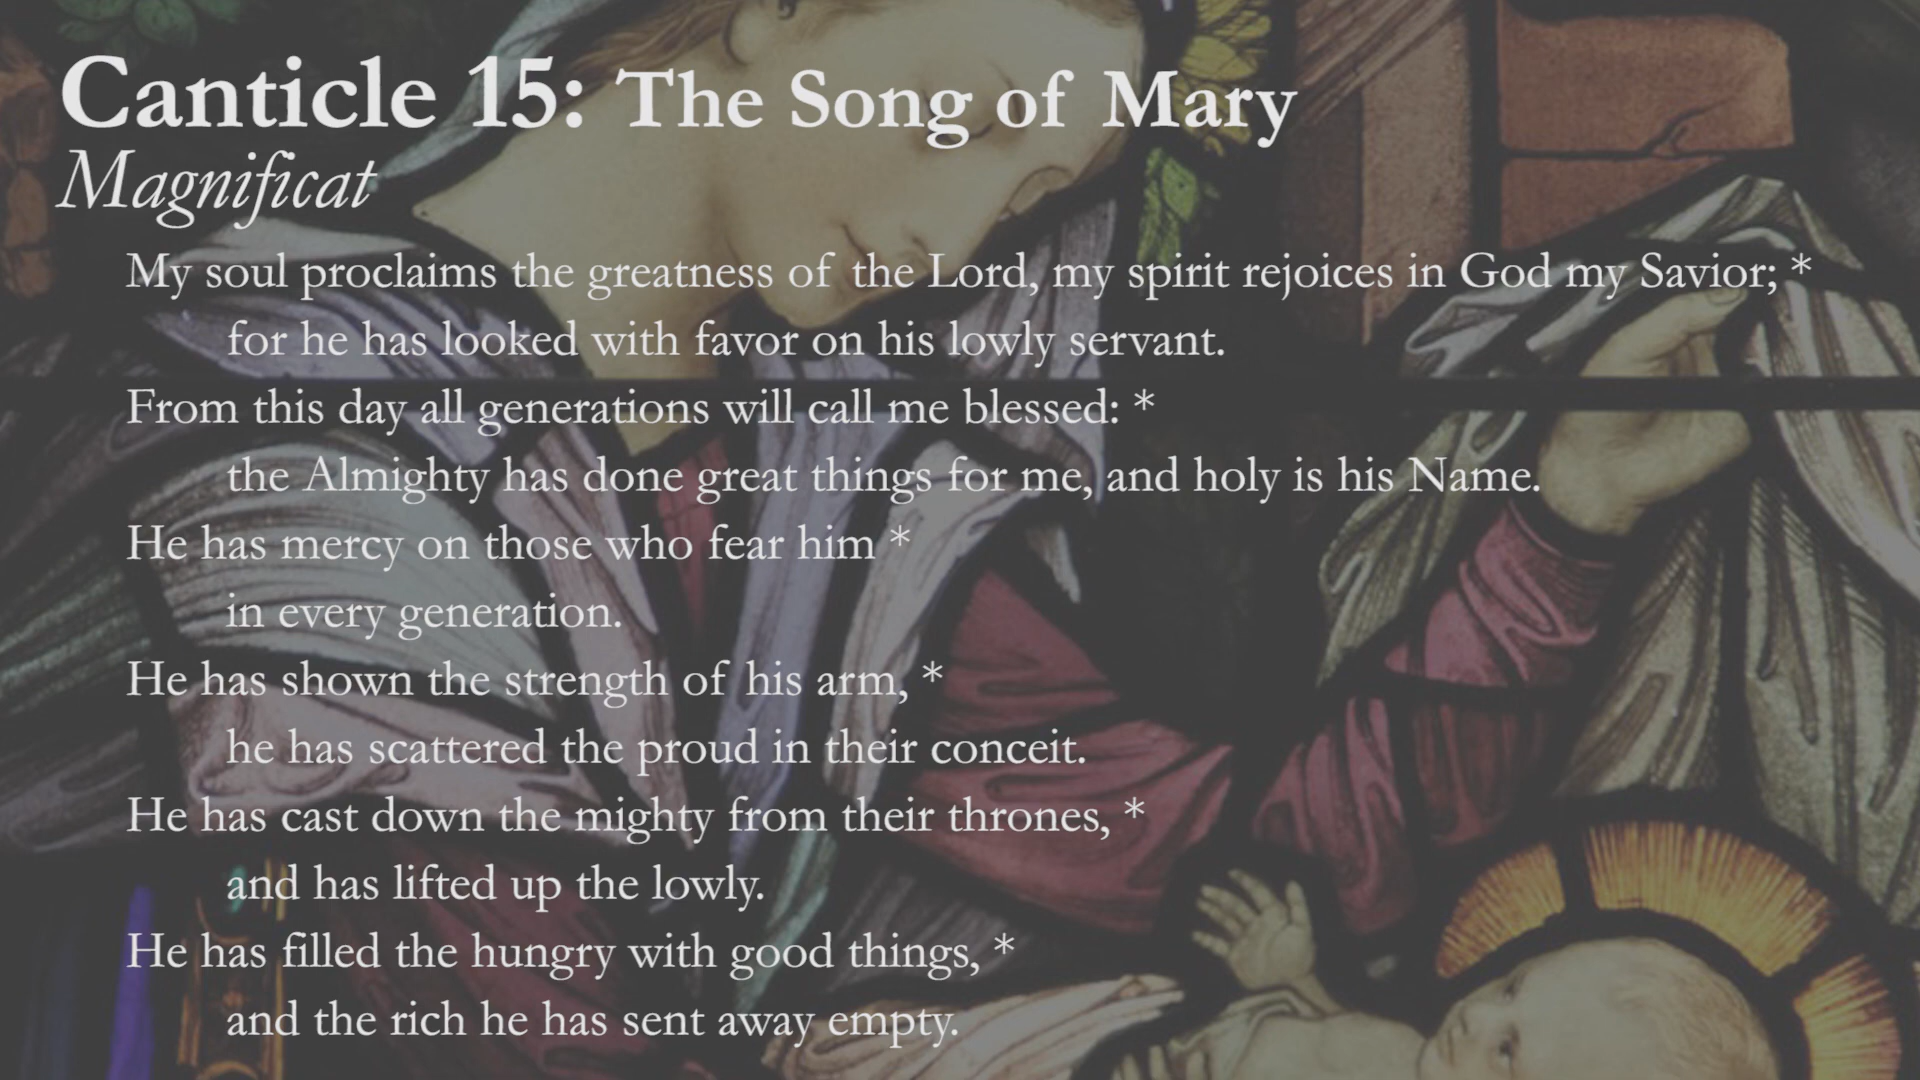 Canticle 15: The Song of Mary
Magnificat
My soul proclaims the greatness of the Lord, my spirit rejoices in God my Savior; *
for he has looked with favor on his lowly servant.
From this day all generations will call me blessed: *
the Almighty has done great things for me, and holy is his Name.
He has mercy on those who fear him *
in every generation.
He has shown the strength of his arm, *
he has scattered the proud in their conceit.
He has cast down the mighty from their thrones, *
and has lifted up the lowly.
He has filled the hungry with good things, *
and the rich he has sent away empty.